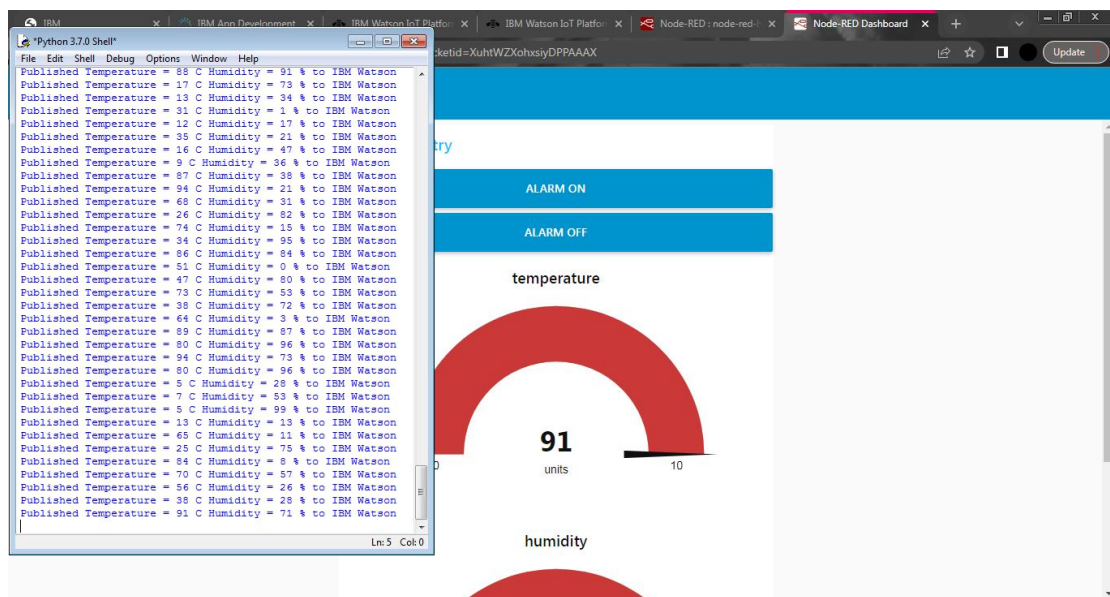 IBM
IBM App Development
IBM Watson IoT Platfor
IBM Watson IoT Platfor
Node-RED : node-red-
Node-RED Dashboard
*Python 3.7.0 Shell*
cketid=XuhtWZXohxsiyDPPAAAX
Update
File Edit Shell Debug Options Window Help
Published Temperature = 88 C Humidity = 91 % to IBM Watson
Published Temperature = 17 C Humidity = 73 % to IBM Watson
Published Temperature = 13 C Humidity = 34 % to IBM Watson
Published Temperature = 31 C Humidity = 1 % to IBM Watson
Published Temperature = 12 C Humidity = 17 % to IBM Watson
Published Temperature = 35 C Humidity = 21 % to IBM Watson
Published Temperature = 16 C Humidity = 47 % to IBM Watson
Published Temperature = 9 C Humidity = 36 % to IBM Watson
Published Temperature = 87 C Humidity = 38 % to IBM Watson
Published Temperature = 94 C Humidity = 21 % to IBM Watson
Published Temperature = 68 C Humidity = 31 % to IBM Watson
Published Temperature = 26 C Humidity = 82 % to IBM Watson
Published Temperature = 74 C Humidity = 15 % to IBM Watson
Published Temperature = 34 C Humidity = 95 % to IBM Watson
Published Temperature = 86 C Humidity = 84 % to IBM Watson
Published Temperature = 51 C Humidity = 0 % to IBM Watson
Published Temperature = 47 C Humidity = 80 % to IBM Watson
Published Temperature = 73 C Humidity = 53 % to IBM Watson
Published Temperature = 38 C Humidity = 72 % to IBM Watson
Published Temperature = 64 C Humidity = 3 % to IBM Watson
Published Temperature = 89 C Humidity = 87 % to IBM Watson
Published Temperature = 80 C Humidity = 96 % to IBM Watson
Published Temperature = 94 C Humidity = 73 % to IBM Watson
Published Temperature = 80 C Humidity = 96 % to IBM Watson
Published Temperature = 5 C Humidity = 28 % to IBM Watson
Published Temperature = 7 C Humidity = 53 % to IBM Watson
Published Temperature = 5 C Humidity = 99 % to IBM Watson
Published Temperature = 13 C Humidity = 13 % to IBM Watson
Published Temperature = 65 C Humidity = 11 % to IBM Watson
Published Temperature = 25 C Humidity = 75 % to IBM Watson
Published Temperature = 84 C Humidity = 8 % to IBM Watson
Published Temperature = 70 C Humidity = 57 % to IBM Watson
Published Temperature = 56 C Humidity = 26 % to IBM Watson
Published Temperature = 38 C Humidity = 28 % to IBM Watson
Published Temperature = 91 C Humidity = 71 % to IBM Watson
Ln: 5 Col: 0
try
ALARM ON
ALARM OFF
temperature
91
units
0
10
humidity